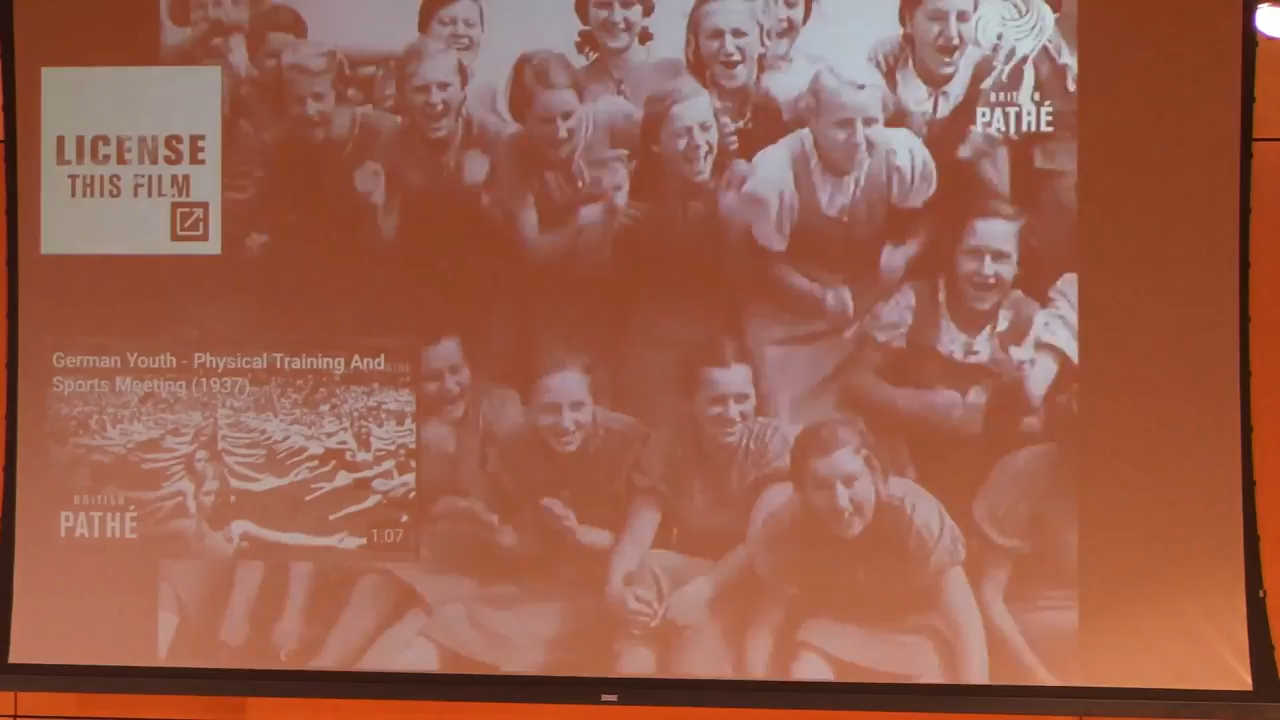 LICENSE
THIS FILM
BRITISH
PATHÉ
German Youth - Physical Training And
Sports Meeting (1937)
BRITISH
PATHÉ
1:07